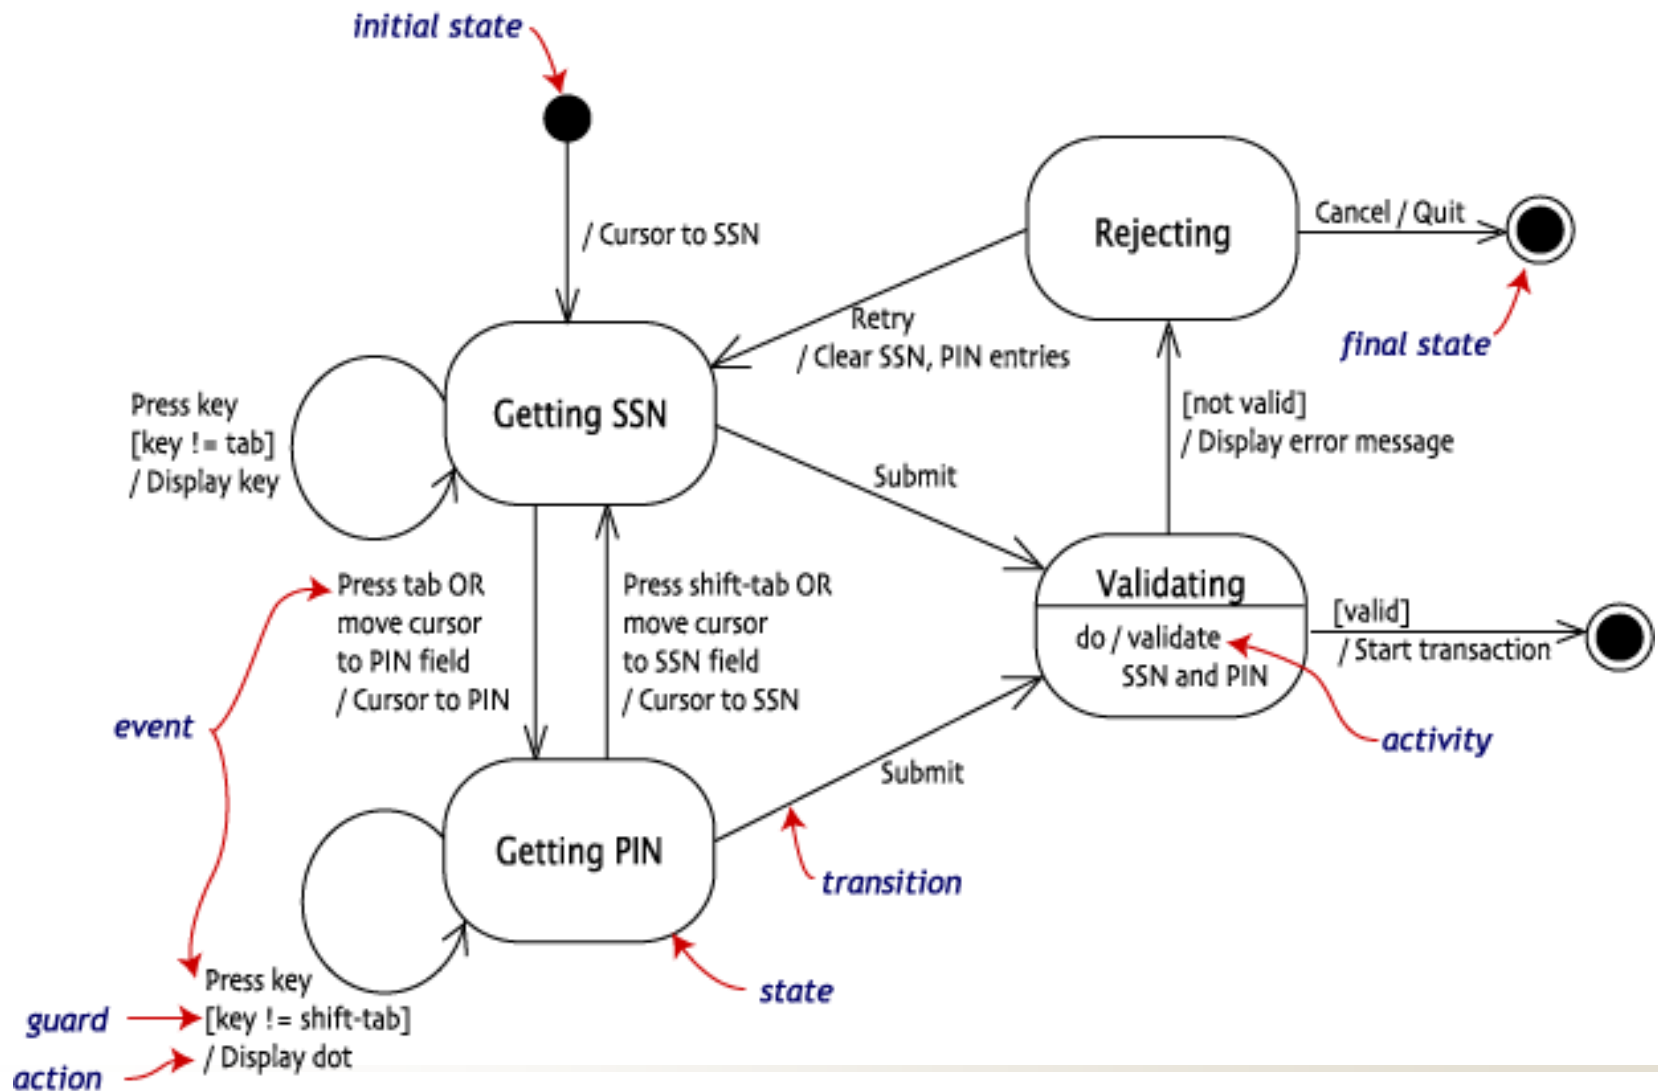 initial state
/ Cursor to SSN
Rejecting
Cancel / Quit
final state
Retry
/ Clear SSN, PIN entries
Press key
[key != tab]
/ Display key
Getting SSN
[not valid]
/ Display error message
Submit
Press tab OR
move cursor
to PIN field
/ Cursor to PIN
Press shift-tab OR
move cursor
to SSN field
/ Cursor to SSN
Validating
do / validate
SSN and PIN
[valid]
/ Start transaction
event
activity
Submit
Getting PIN
transition
state
Press key
guard
[key != shift-tab]
/ Display dot
action